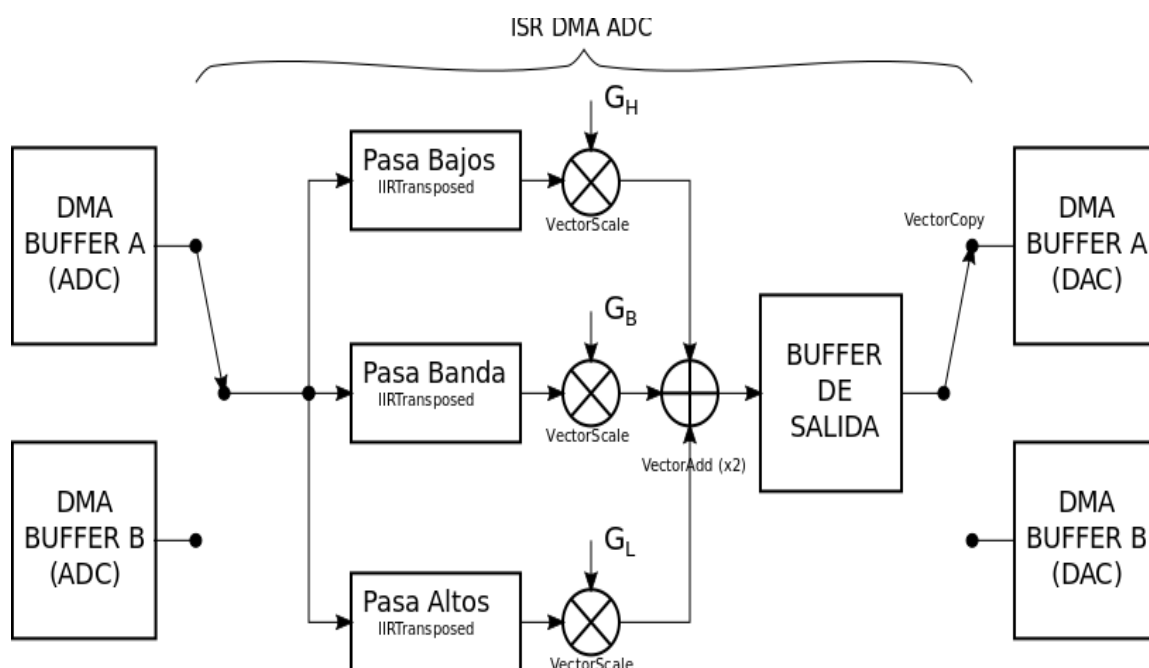 ISR DMA ADC
G_H
Pasa Bajos
IIRTransposed
VectorScale
DMA
BUFFER A
(ADC)
VectorCopy
DMA
BUFFER A
(DAC)
G_B
Pasa Banda
IIRTransposed
VectorScale
BUFFER
DE
SALIDA
VectorAdd (x2)
DMA
BUFFER B
(ADC)
DMA
BUFFER B
(DAC)
G_L
Pasa Altos
IIRTransposed
VectorScale